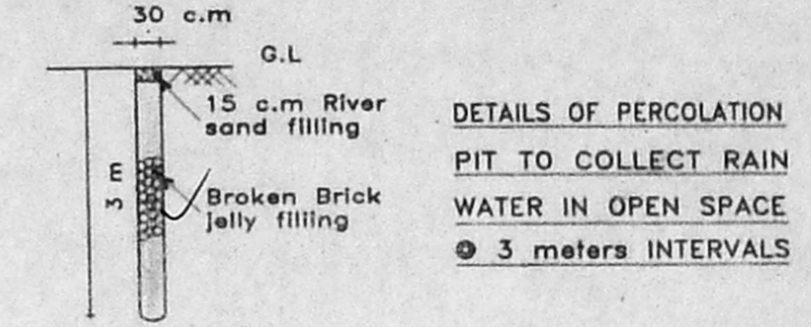 30 c.m
G.L
15 c.m River
sand filling
3 m
Broken Brick
jelly filling
DETAILS OF PERCOLATION
PIT TO COLLECT RAIN
WATER IN OPEN SPACE
@ 3 meters INTERVALS